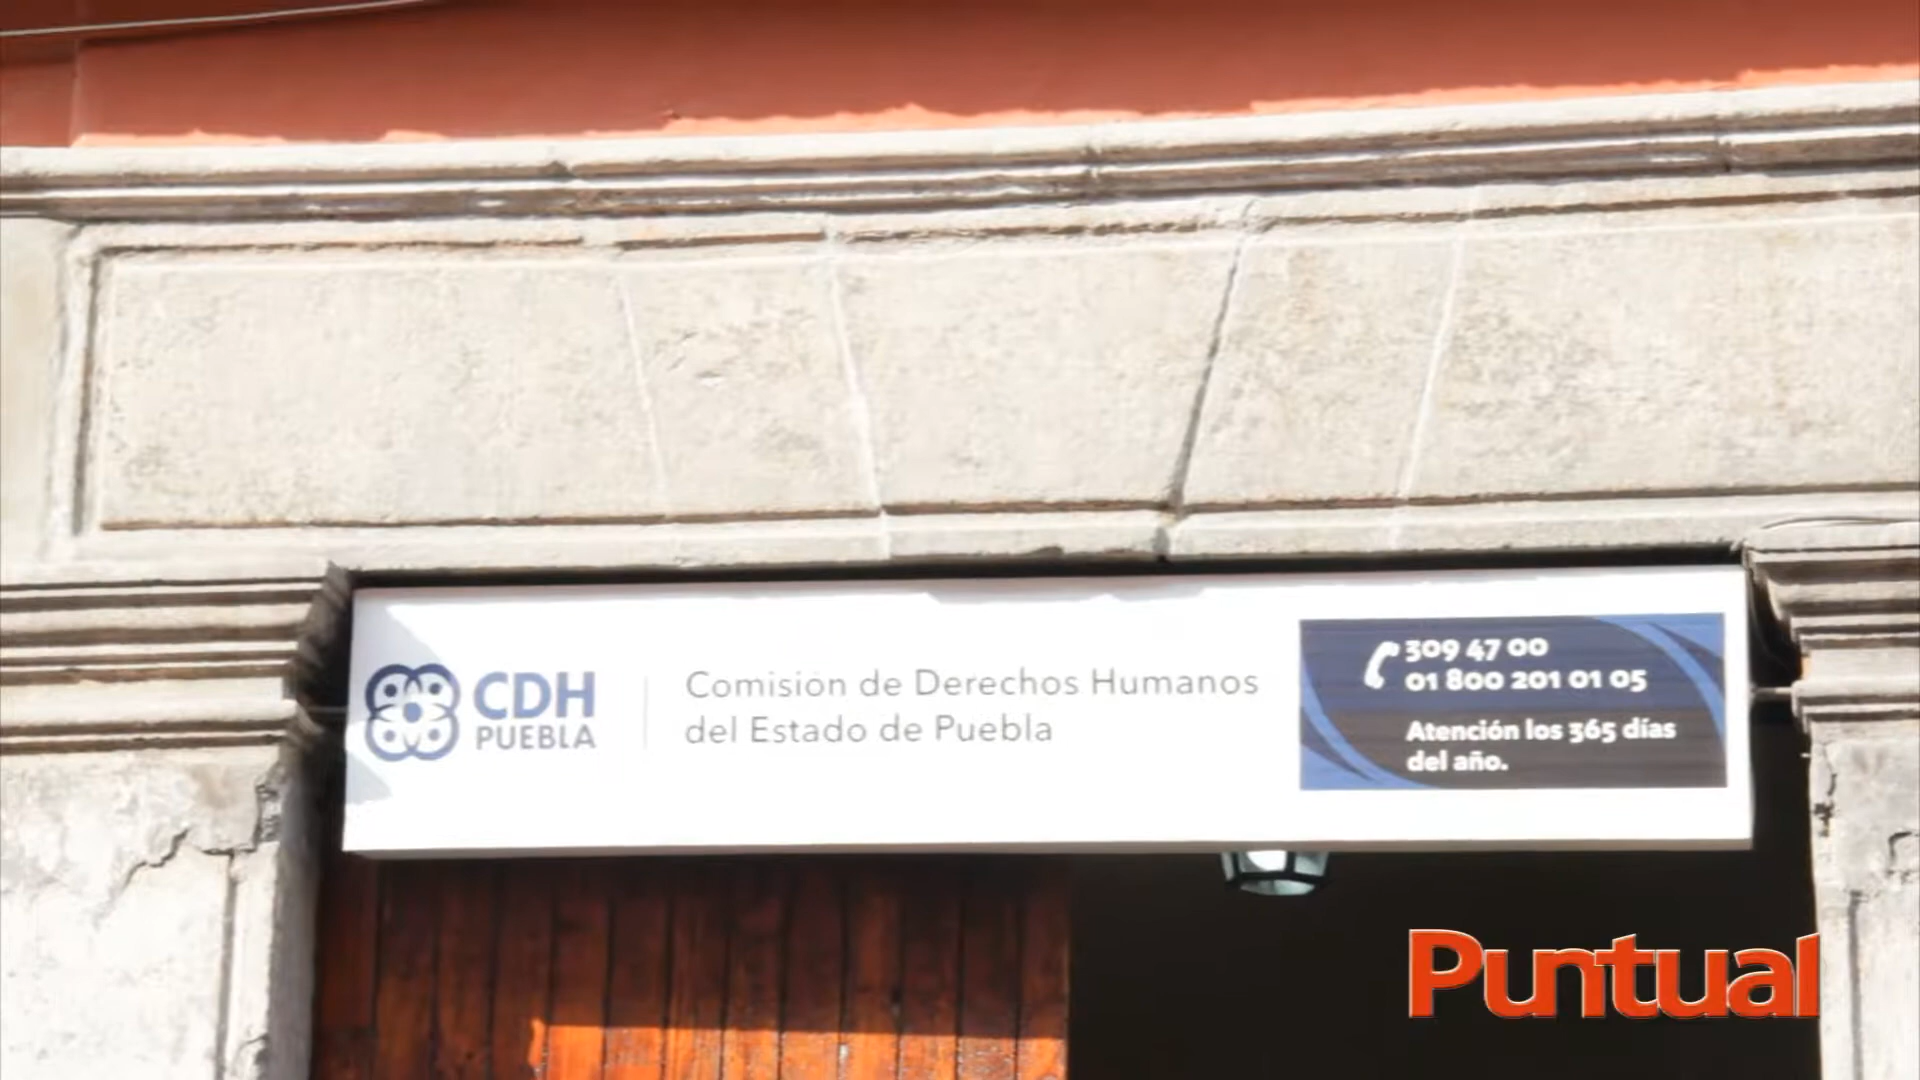 CDH
PUEBLA
Comisión de Derechos Humanos
del Estado de Puebla
309 47 00
01 800 201 01 05
Atención los 365 días
del año.
Puntual